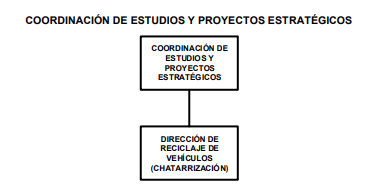 COORDINACIÓN DE ESTUDIOS Y PROYECTOS ESTRATÉGICOS
COORDINACIÓN DE
ESTUDIOS Y
PROYECTOS
ESTRATÉGICOS
DIRECCIÓN DE
RECICLAJE DE
VEHÍCULOS
(CHATARRIZACIÓN)